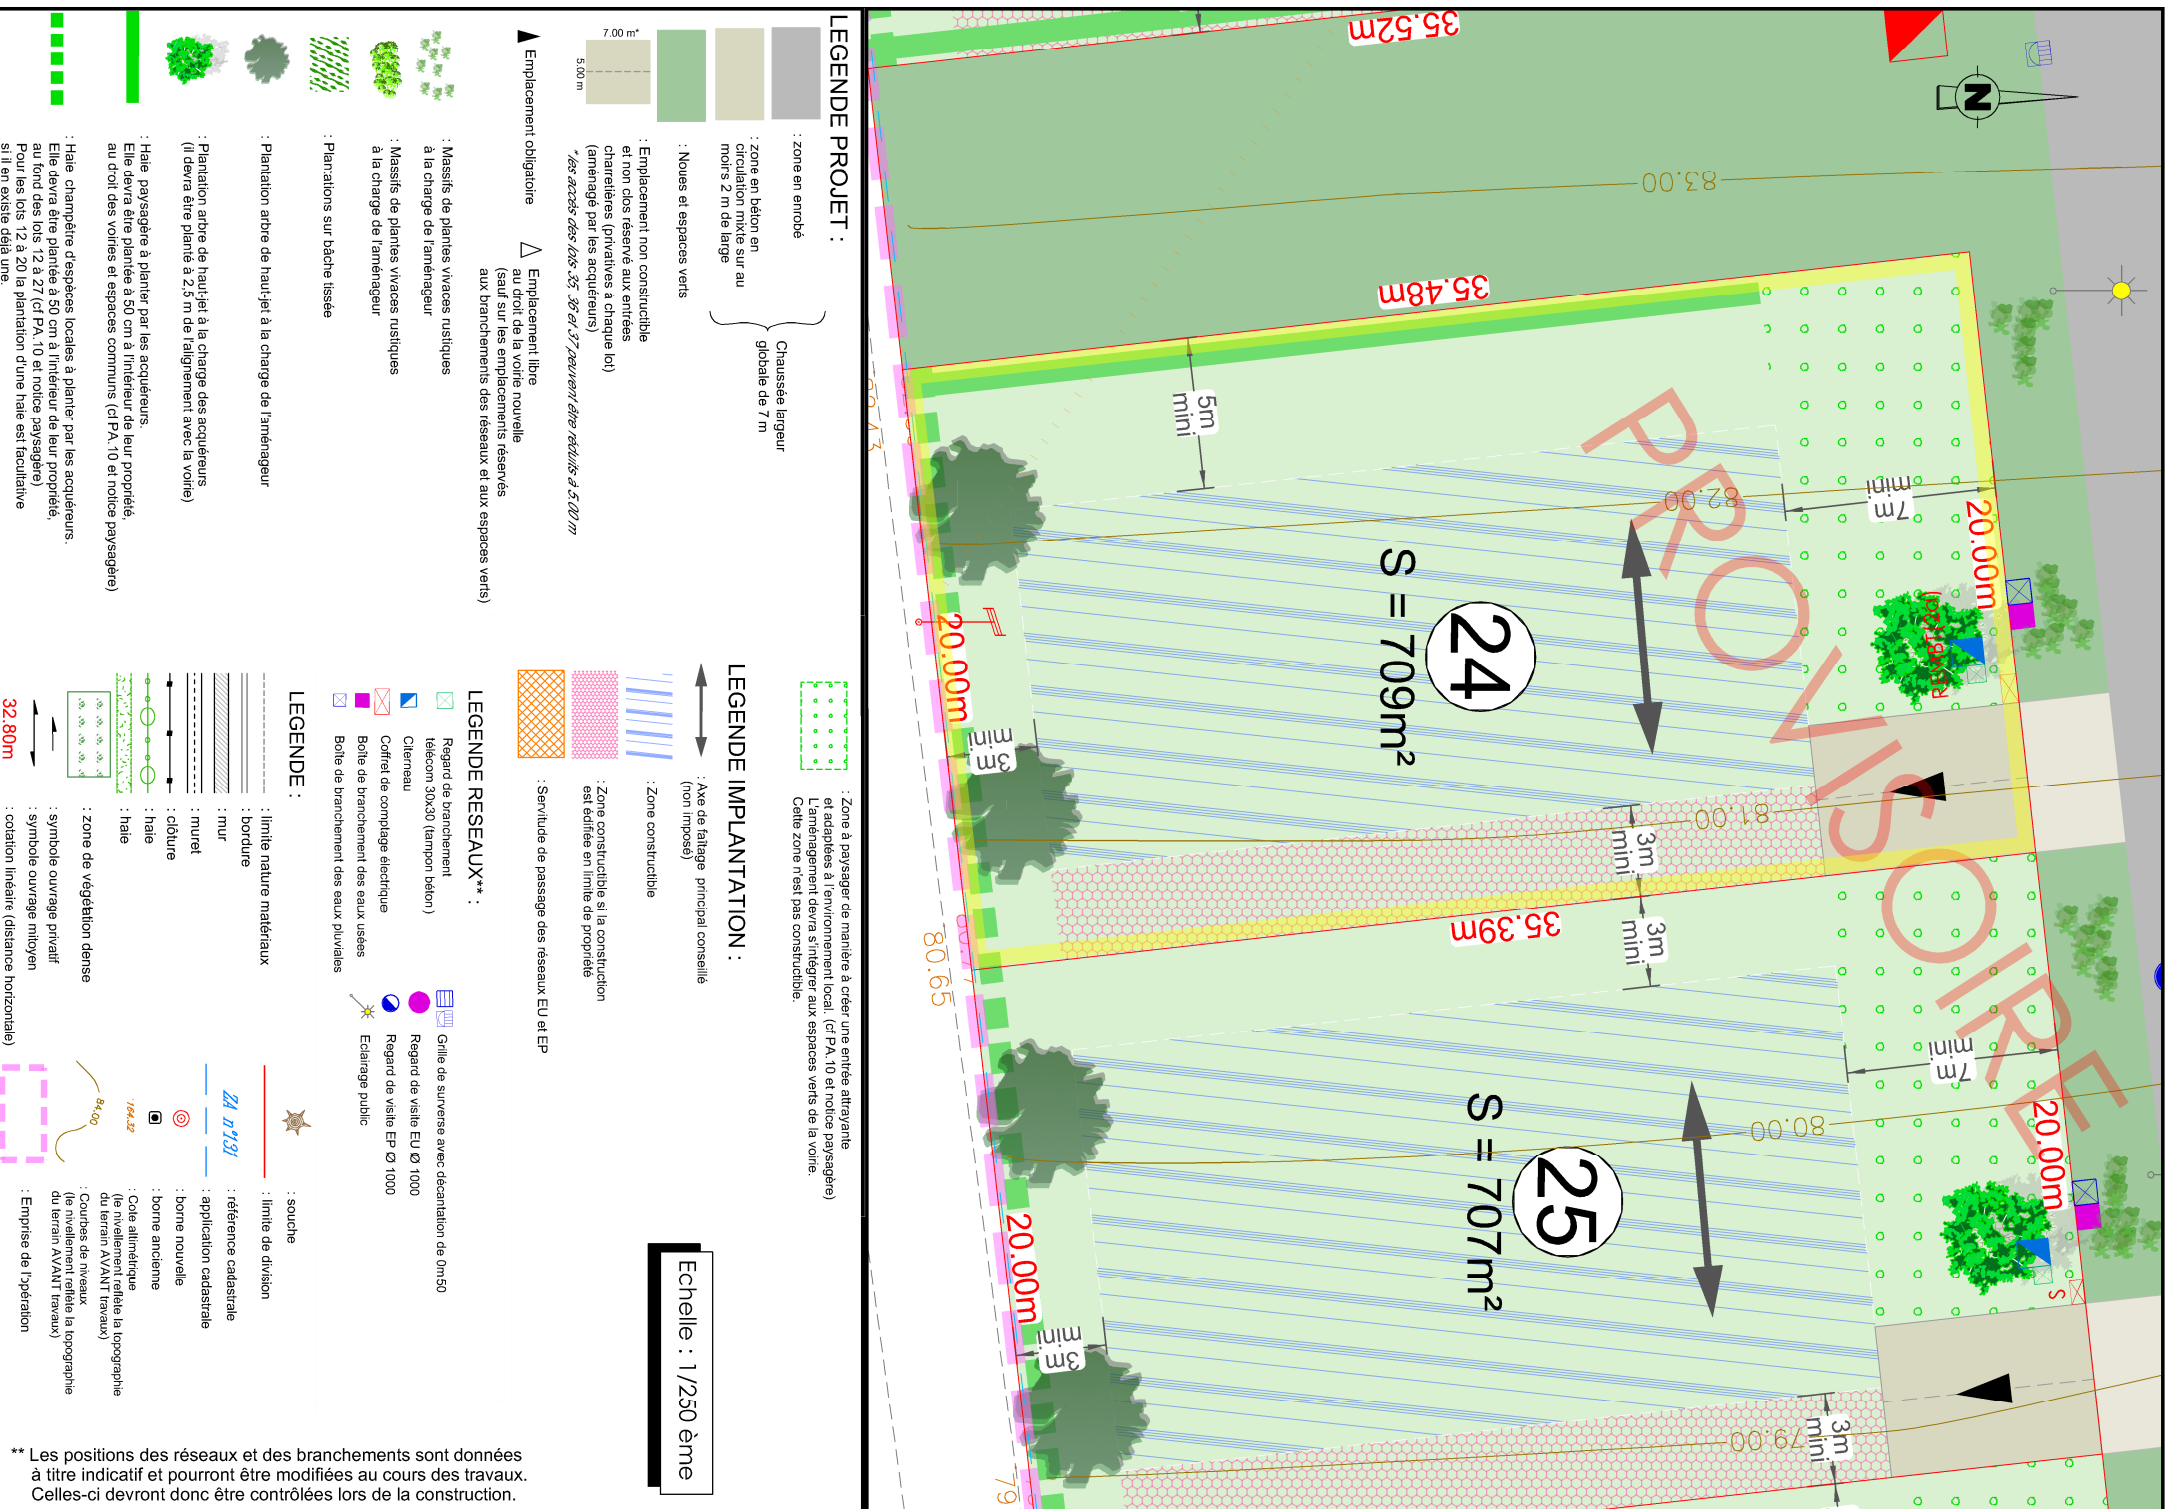 LEGENDE PROJET :
: zone en enrobé
: zone en béton en
circulation mixte sur au
moins 2 m de large
Chaussée largeur
globale de 7 m
: Noues et espaces verts
7.00 m*
5.00 m
: Emplacement non constructible
et non clos réservé aux entrées
charretières (privatives à chaque lot)
(aménagé par les acquéreurs)
*les accès des lots 35, 36 et 37 peuvent être réduits à 5.00 m
Emplacement obligatoire
Emplacement libre
au droit de la voirie nouvelle
(sauf sur les emplacements réservés
aux branchements des réseaux et aux espaces verts)
: Massifs de plantes vivaces rustiques
à la charge de l'aménageur
: Massifs de plantes vivaces rustiques
à la charge de l'aménageur
: Plantations sur bâche tissée
: Plantation arbre de haut-jet à la charge de l'aménageur
: Plantation arbre de haut-jet à la charge des acquéreurs
(il devra être planté à 2,5 m de l'alignement avec la voirie)
: Haie paysagère à planter par les acquéreurs.
Elle devra être plantée à 50 cm à l'intérieur de leur propriété,
au droit des voiries et espaces communs (cf PA.10 et notice paysagère)
: Haie champêtre d'espèces locales à planter par les acquéreurs.
Elle devra être plantée à 50 cm à l'intérieur de leur propriété,
au fond des lots 12 à 27 (cf PA.10 et notice paysagère)
Pour les lots 12 à 20 la plantation d'une haie est facultative
si il en existe déjà une.
: Zone à paysager de manière à créer une entrée attrayante
et adaptées à l'environnement local. (cf PA.10 et notice paysagère)
L'aménagement devra s'intégrer aux espaces verts de la voirie.
Cette zone n'est pas constructible.
LEGENDE IMPLANTATION :
: Axe de faîtage principal conseillé
(non imposé)
: Zone constructible
: Zone constructible si la construction
est édifiée en limite de propriété
: Servitude de passage des réseaux EU et EP
LEGENDE RESEAUX** :
Regard de branchement
télécom 30x30 (tampon béton )
Citerneau
Coffret de comptage électrique
Boîte de branchement des eaux usées
Boîte de branchement des eaux pluviales
Grille de surverse avec décantation de 0m50
Regard de visite EU Ø 1000
Regard de visite EP Ø 1000
Eclairage public
LEGENDE :
: limite nature matériaux
: bordure
: mur
: muret
: clôture
: haie
: haie
: zone de végétation dense
: symbole ouvrage privatif
: symbole ouvrage mitoyen
32.80m
: cotation linéaire (distance horizontale)
: souche
: limite de division
ZA n°131
: référence cadastrale
: application cadastrale
: borne nouvelle
: borne ancienne
164.32
: Cote altimétrique
(le nivellement reflète la topographie
du terrain AVANT travaux)
84.00
: Courbes de niveaux
(le nivellement reflète la topographie
du terrain AVANT travaux)
: Emprise de l'opération
Echelle : 1/250 ème
** Les positions des réseaux et des branchements sont données
à titre indicatif et pourront être modifiées au cours des travaux.
Celles-ci devront donc être contrôlées lors de la construction.
N
35.52m
83.00
35.48m
5m
mini
7m
mini
82.00
20.00m
24
S = 709m²
20.00m
3m
mini
81.00
3m
mini
35.39m
3m
mini
80.65
PROVISOIRE
7m
mini
80.00
20.00m
25
S = 707m²
20.00m
3m
mini
S
79.00
3m
mini
79